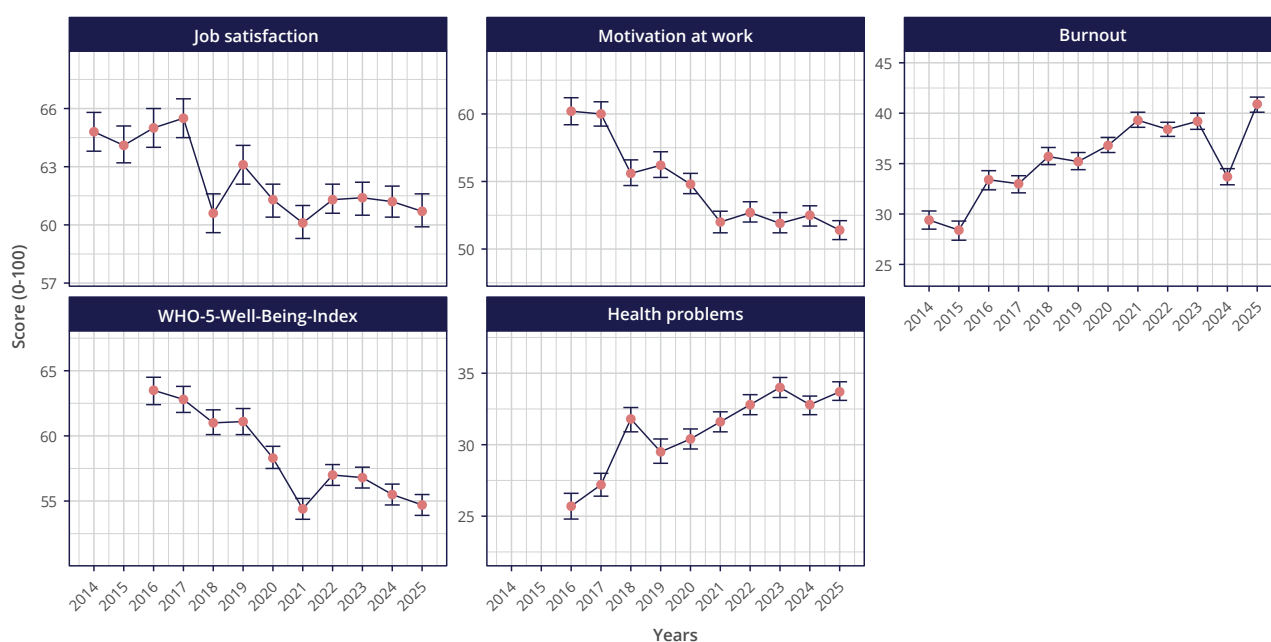 Job satisfaction
66
63
60
57
Motivation at work
60
55
50
Burnout
45
40
35
30
25
2014 2015 2016 2017 2018 2019 2020 2021 2022 2023 2024 2025
Score (0-100)
WHO-5-Well-Being-Index
65
60
55
2014 2015 2016 2017 2018 2019 2020 2021 2022 2023 2024 2025
Health problems
35
30
25
2014 2015 2016 2017 2018 2019 2020 2021 2022 2023 2024 2025
Years